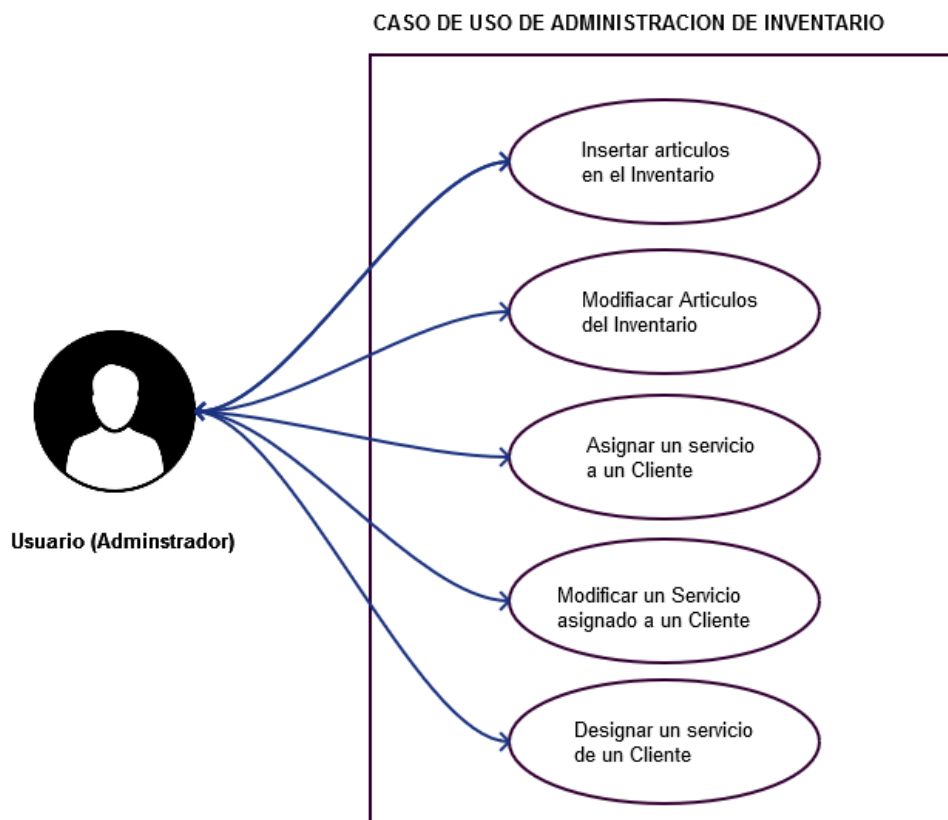 CASO DE USO DE ADMINISTRACION DE INVENTARIO
Insertar articulos
en el Inventario
Modifiacar Articulos
del Inventario
Asignar un servicio
a un Cliente
Usuario (Adminstrador)
Modificar un Servicio
asignado a un Cliente
Designar un servicio
de un Cliente